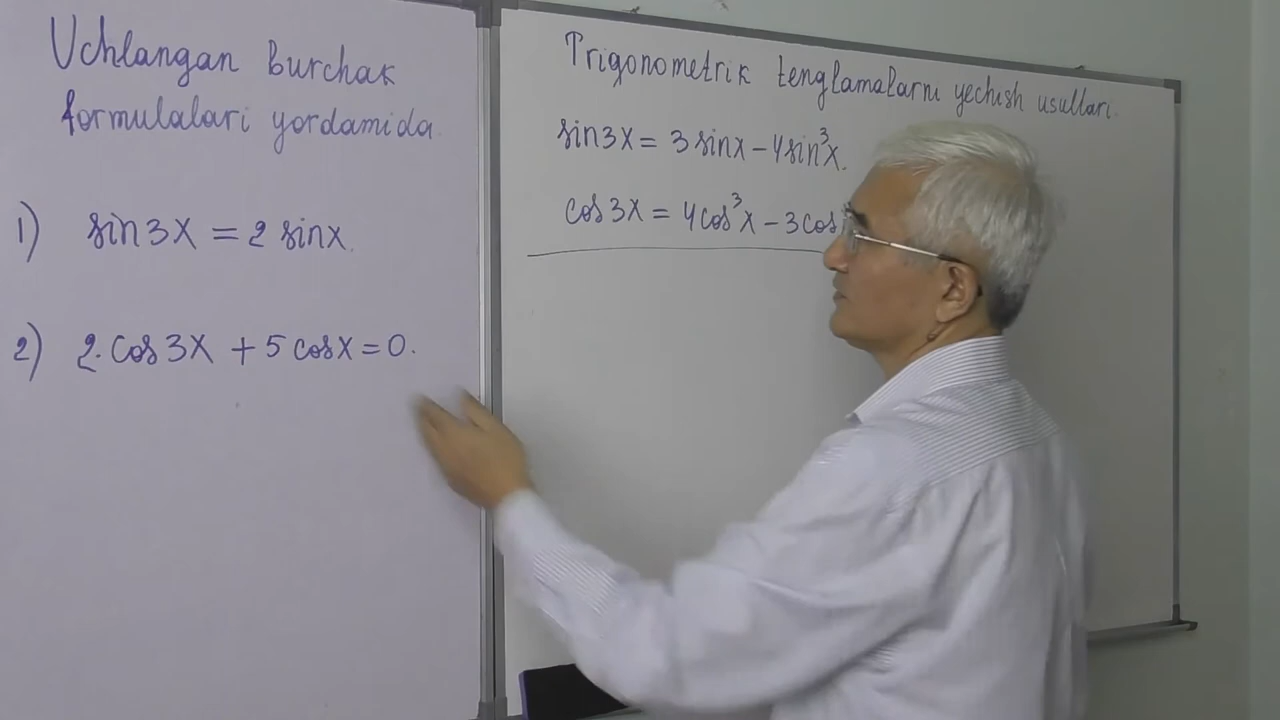 Uchlangan Burchak
formulalari yordamida
1) sin3x = 2 sinx.
2) 2.cos3x + 5cosx = 0.
Trigonometrik tenglamalarni yechish usullari.
sin3x = 3sinx - 4sin³x.
cos3x = 4cos³x - 3cos